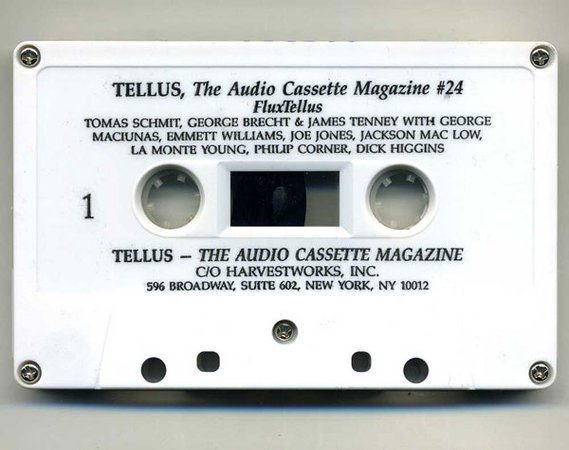 TELLUS, The Audio Cassette Magazine #24
FluxTellus
TOMAS SCHMIT, GEORGE BRECHT & JAMES TENNEY WITH GEORGE
MACIUNAS, EMMETT WILLIAMS, JOE JONES, JACKSON MAC LOW,
LA MONTE YOUNG, PHILIP CORNER, DICK HIGGINS
1
TELLUS – THE AUDIO CASSETTE MAGAZINE
C/O HARVESTWORKS, INC.
596 BROADWAY, SUITE 602, NEW YORK, NY 10012